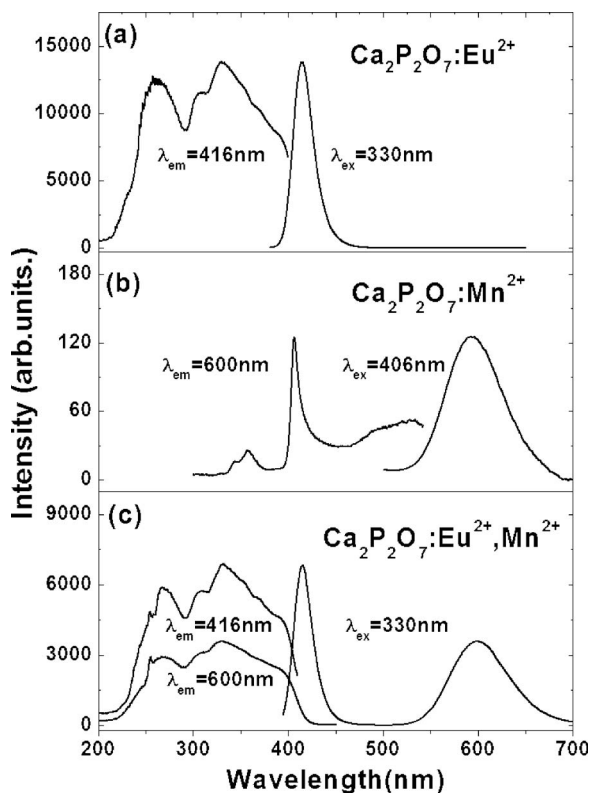 (a)
Ca₂P₂O₇:Eu²⁺
15000
10000
5000
0
λem=416nm
λex=330nm
(b)
Ca₂P₂O₇:Mn²⁺
180
120
60
0
λem=600nm
λex=406nm
Intensity (arb.units.)
(c)
Ca₂P₂O₇:Eu²⁺,Mn²⁺
9000
6000
3000
0
λem=416nm
λex=330nm
λem=600nm
200 300 400 500 600 700
Wavelength(nm)